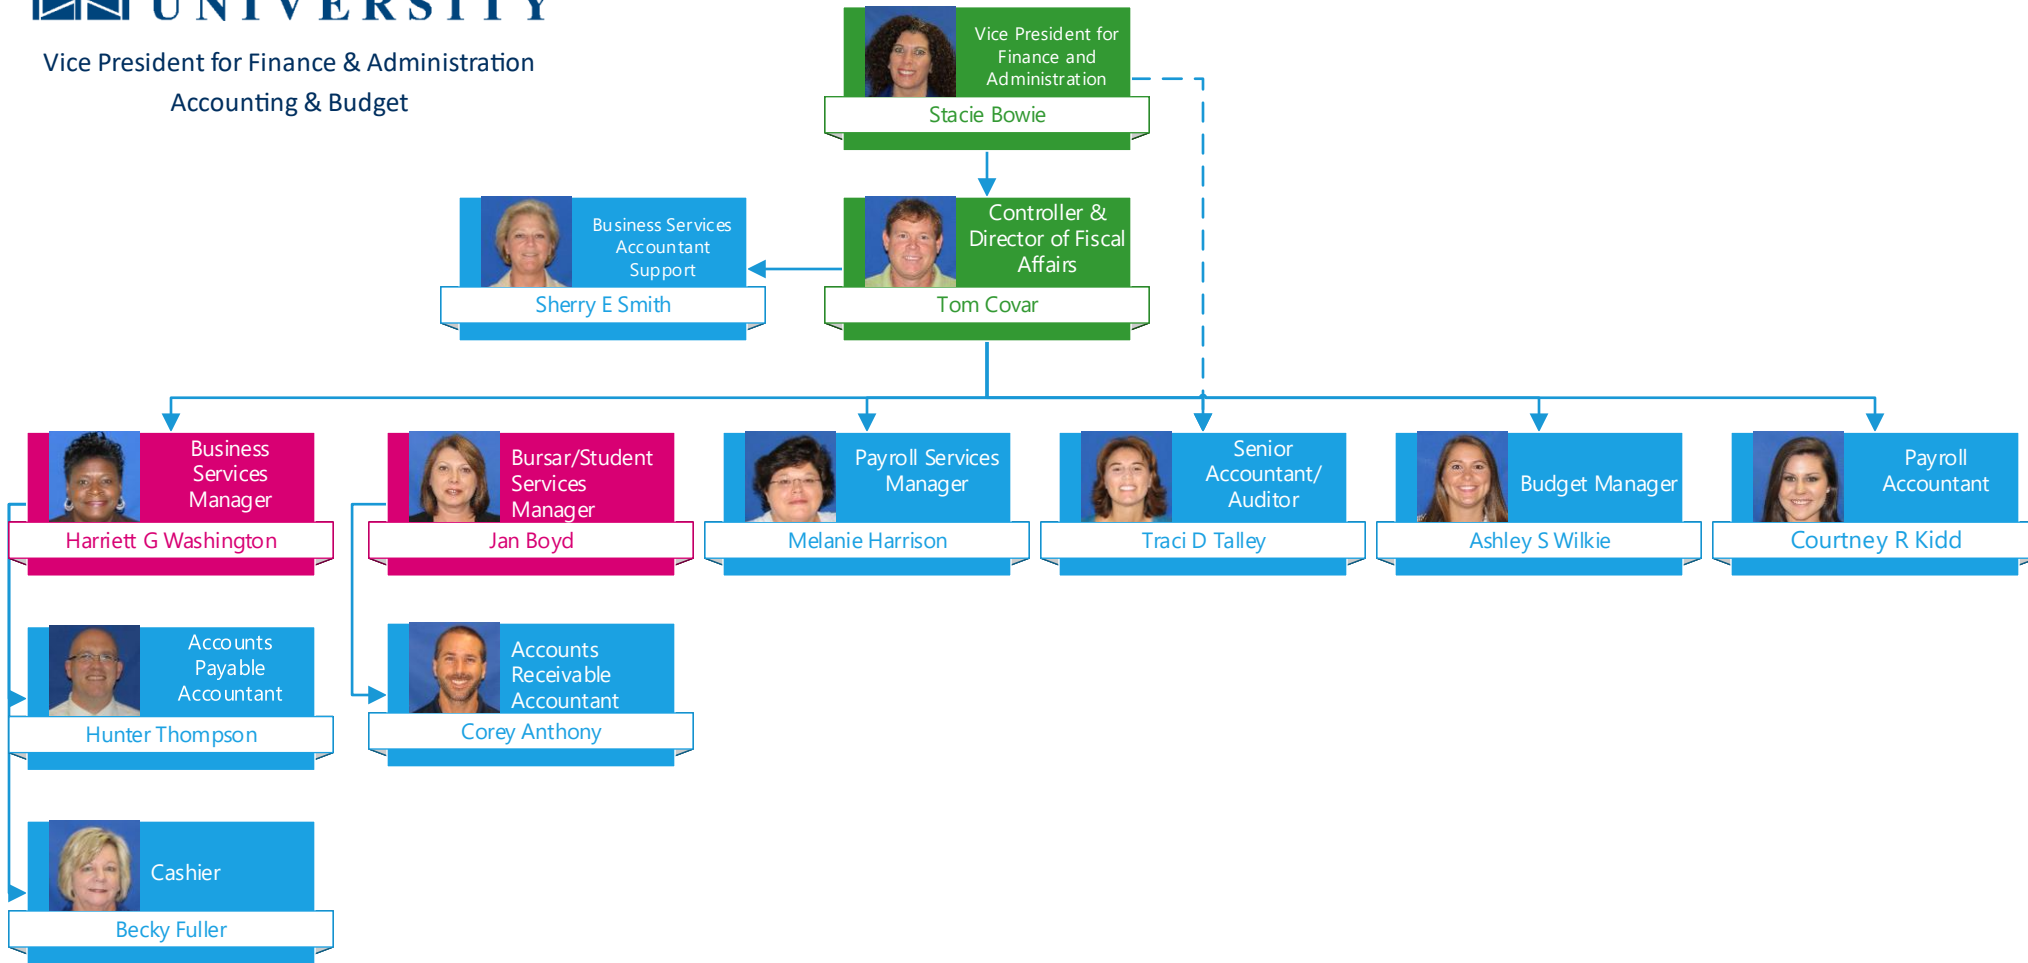 UNIVERSITY
Vice President for Finance & Administration
Accounting & Budget
Vice President for
Finance and
Administration
Stacie Bowie
Business Services
Accountant
Support
Sherry E Smith
Controller &
Director of Fiscal
Affairs
Tom Covar
Business
Services
Manager
Harriett G Washington
Bursar/Student
Services
Manager
Jan Boyd
Payroll Services
Manager
Melanie Harrison
Senior
Accountant/
Auditor
Traci D Talley
Budget Manager
Ashley S Wilkie
Payroll
Accountant
Courtney R Kidd
Accounts
Payable
Accountant
Hunter Thompson
Accounts
Receivable
Accountant
Corey Anthony
Cashier
Becky Fuller